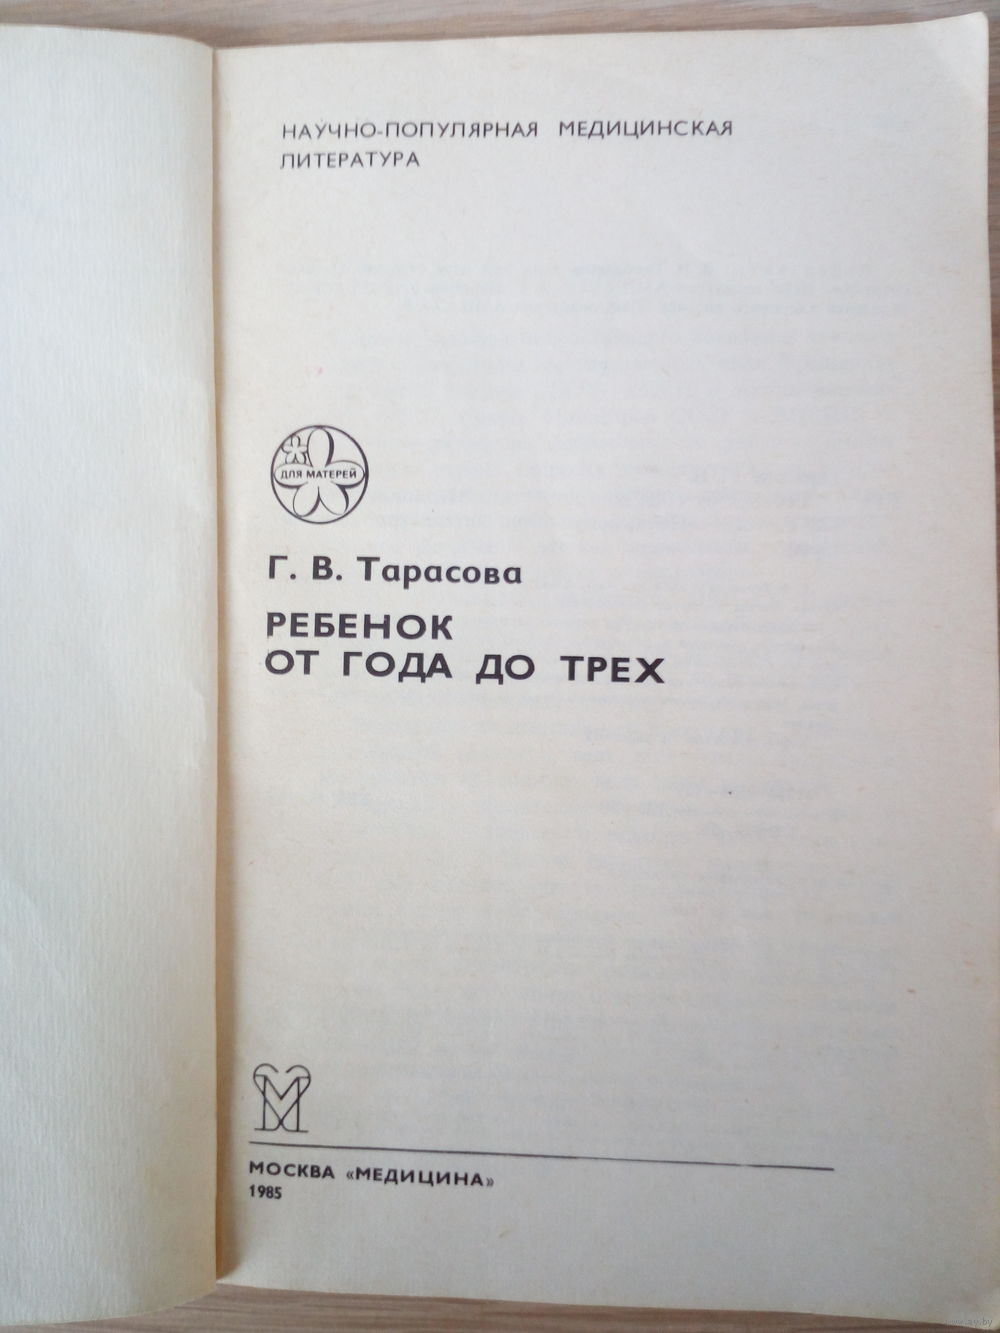 НАУЧНО-ПОПУЛЯРНАЯ МЕДИЦИНСКАЯ
ЛИТЕРАТУРА
ДЛЯ МАТЕРЕЙ
Г. В. Тарасова
РЕБЕНОК
ОТ ГОДА ДО ТРЕХ
МОСКВА «МЕДИЦИНА»
1985